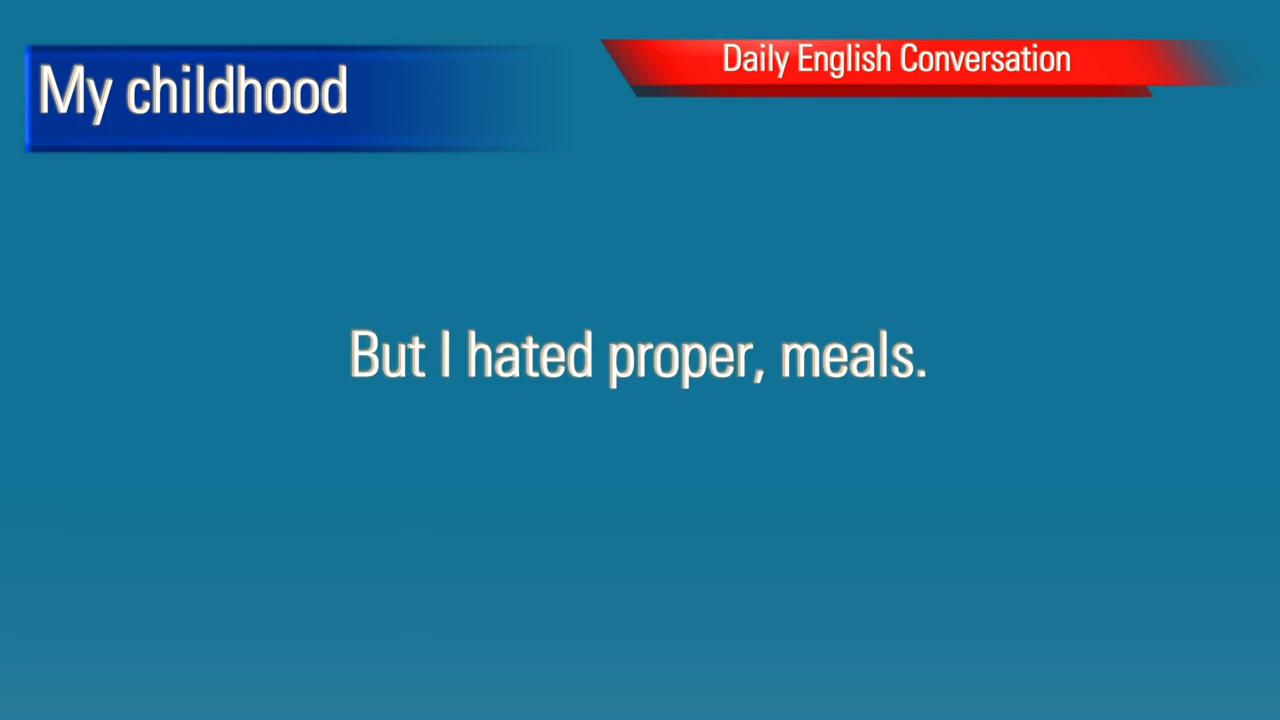 My childhood
Daily English Conversation
But I hated proper, meals.